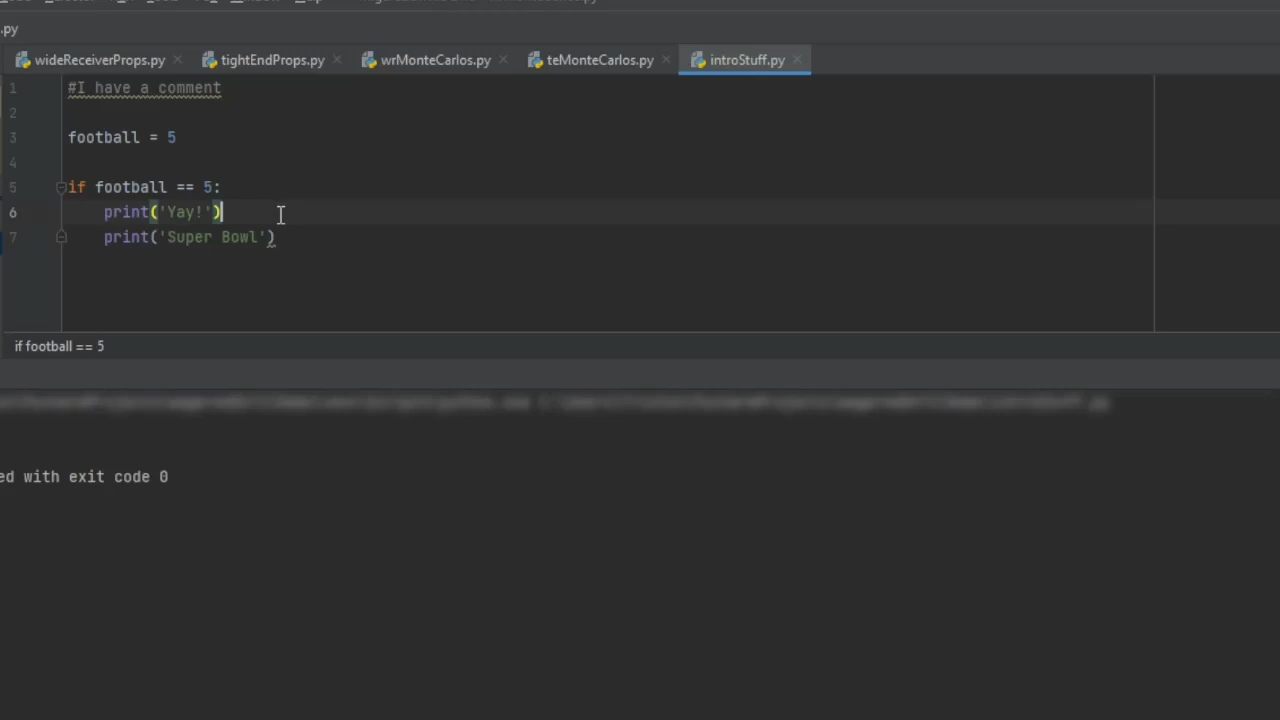 .py
wideReceiverProps.py tightEndProps.py wrMonteCarlos.py teMonteCarlos.py introStuff.py
1 #I have a comment
2
3 football = 5
4
5 if football == 5:
6 print('Yay!')
7 print('Super Bowl')
if football == 5
ed with exit code 0